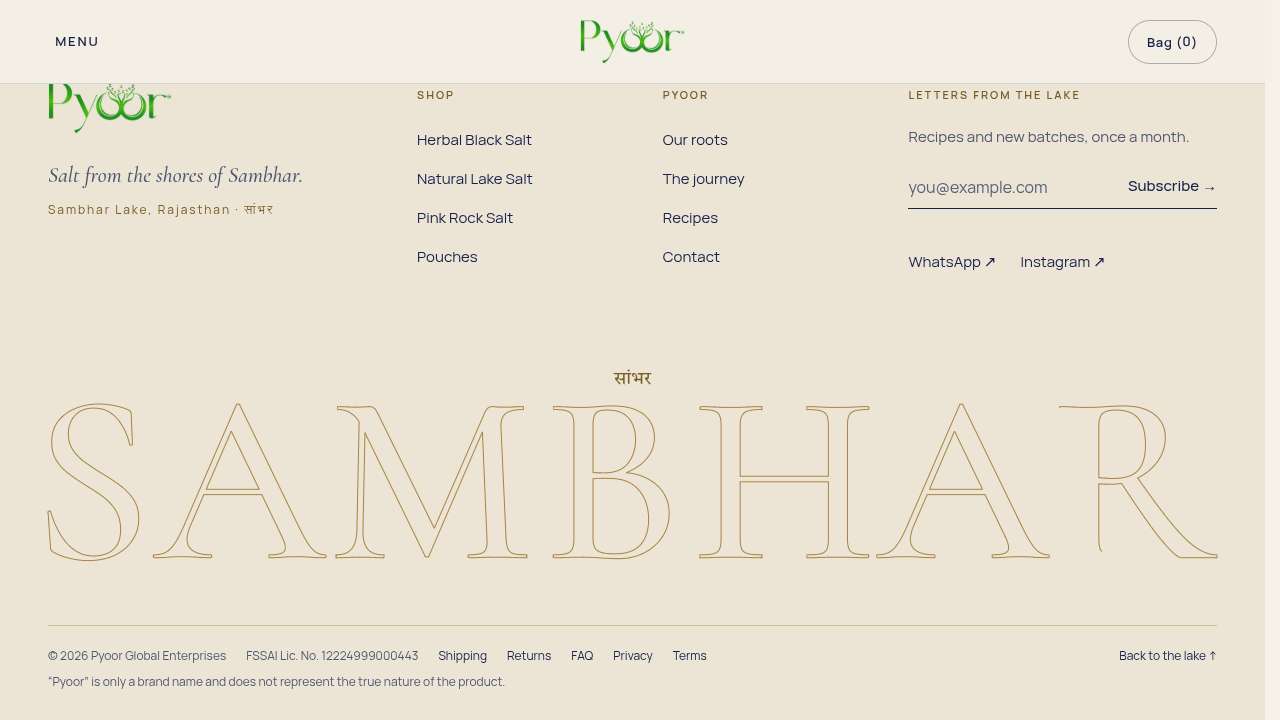 MENU
Pyoor
Bag (0)
Pyoor
Salt from the shores of Sambhar.
Sambhar Lake, Rajasthan · सांभर
SHOP
Herbal Black Salt
Natural Lake Salt
Pink Rock Salt
Pouches
PYOOR
Our roots
The journey
Recipes
Contact
LETTERS FROM THE LAKE
Recipes and new batches, once a month.
you@example.com Subscribe →
WhatsApp ↗ Instagram ↗
सांभर
SAMBHAR
© 2026 Pyoor Global Enterprises FSSAI Lic. No. 12224999000443 Shipping Returns FAQ Privacy Terms Back to the lake ↑
"Pyoor" is only a brand name and does not represent the true nature of the product.